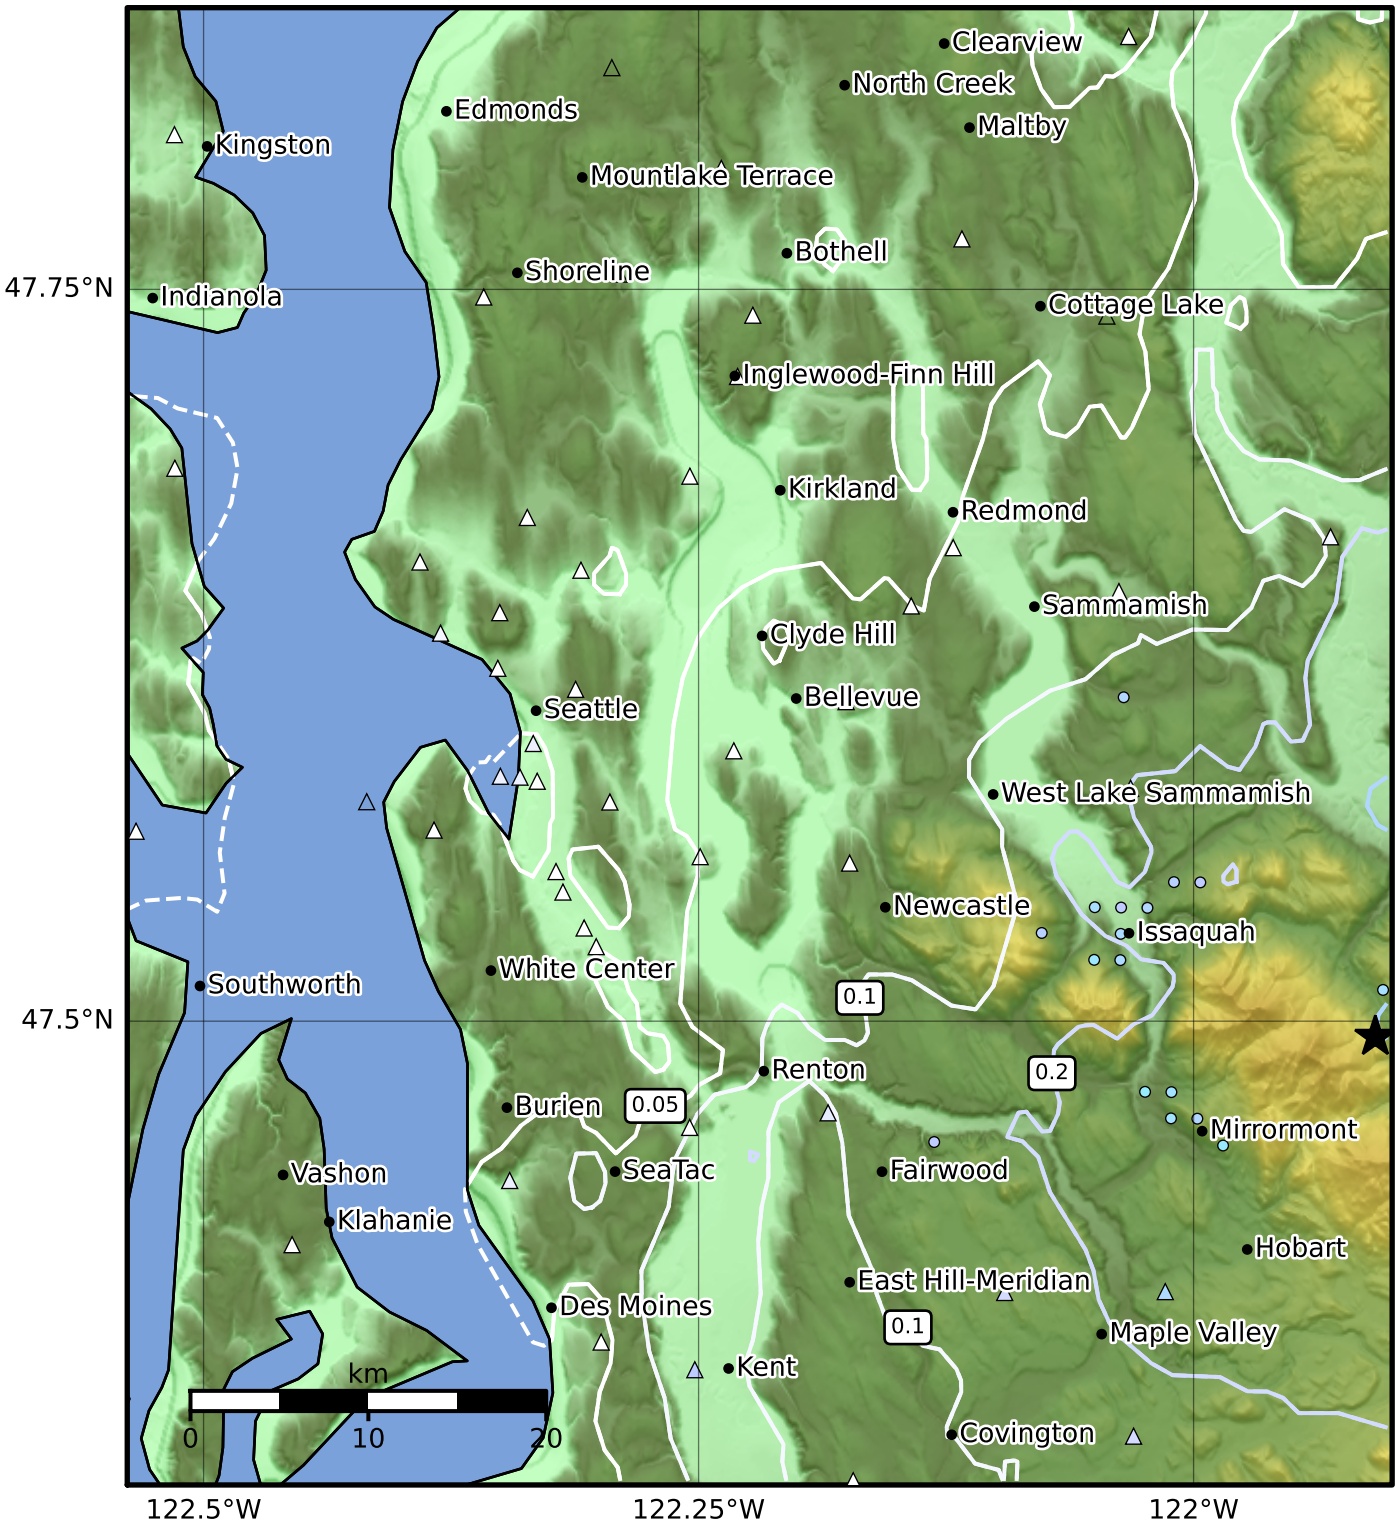 Clearview
North Creek
Edmonds
Maltby
Kingston
Mountlake Terrace
Bothell
Shoreline
47.75°N
Indianola
Cottage Lake
Inglewood-Finn Hill
Kirkland
Redmond
Sammamish
Clyde Hill
Bellevue
Seattle
West Lake Sammamish
Newcastle
Issaquah
White Center
Southworth
0.1
47.5°N
Renton
0.2
Burien
0.05
Mirrormont
Vashon
SeaTac
Fairwood
Klahanie
Hobart
East Hill-Meridian
Des Moines
0.1
Maple Valley
Kent
km
0 10 20
Covington
122.5°W 122.25°W 122°W